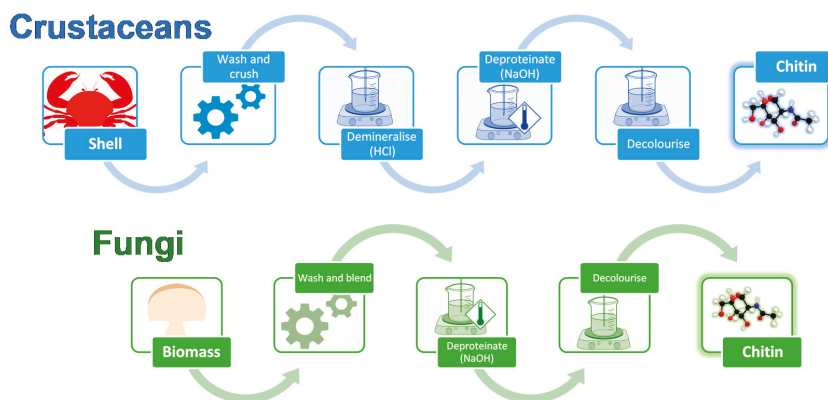 Crustaceans
Shell
Wash and
crush
Demineralise
(HCl)
Deproteinate
(NaOH)
Decolourise
Chitin
Fungi
Biomass
Wash and blend
Deproteinate
(NaOH)
Decolourise
Chitin